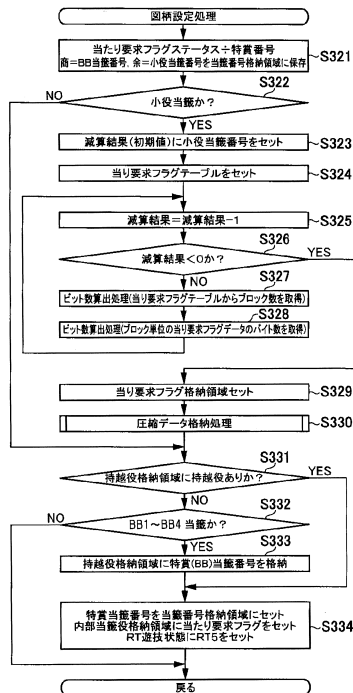 図柄設定処理
当たり要求フラグステータス÷特賞番号
商=BB当籤番号、余=小役当籤番号を当籤番号格納領域に保存
S321
S322
NO
小役当籤か?
YES
減算結果(初期値)に小役当籤番号をセット
S323
当り要求フラグテーブルをセット
S324
減算結果=減算結果-1
S325
S326
減算結果<0か?
YES
NO
S327
ビット数算出処理(当り要求フラグテーブルからブロック数を取得)
S328
ビット数算出処理(ブロック単位の当り要求フラグデータのバイト数を取得)
当り要求フラグ格納領域セット
S329
圧縮データ格納処理
S330
S331
持越役格納領域に持越役ありか?
YES
NO
S332
NO
BB1~BB4 当籤か?
YES
S333
持越役格納領域に特賞(BB)当籤番号を格納
特賞当籤番号を当籤番号格納領域にセット
内部当籤役格納領域に当たり要求フラグをセット
RT遊技状態にRT5をセット
S334
戻る